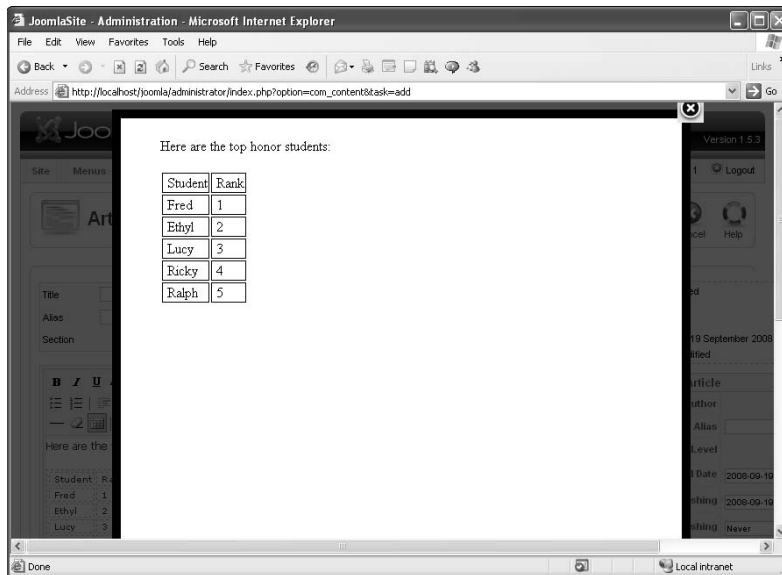 JoomlaSite - Administration - Microsoft Internet Explorer
File Edit View Favorites Tools Help
Back Search Favorites Links
Address http://localhost/joomla/administrator/index.php?option=com_content&task=add Go
Joo Version 1.5.3
Site Menus 1 Logout
Art Help
Here are the top honor students:
Student Rank
Fred 1
Ethyl 2
Lucy 3
Ricky 4
Ralph 5
Title
Alias
Section 19 September 2008
B I U
Here are the
Student Ra
Fred 1
Ethyl 2
Lucy 3
rticle
uthor
Alias
Level
Date 2008-09-19
shing 2008-09-19
shing Never
Done Local intranet